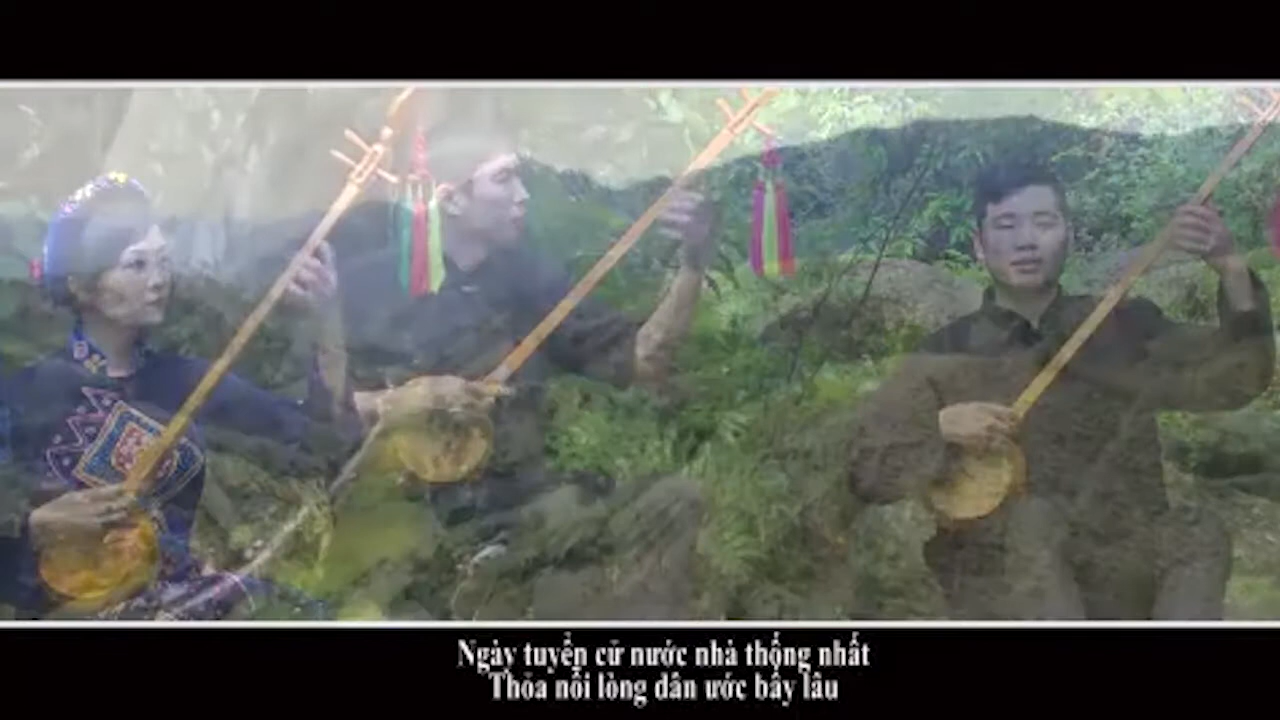 Ngày tuyển cử nước nhà thống nhất
Thỏa nỗi lòng dân ước bấy lâu